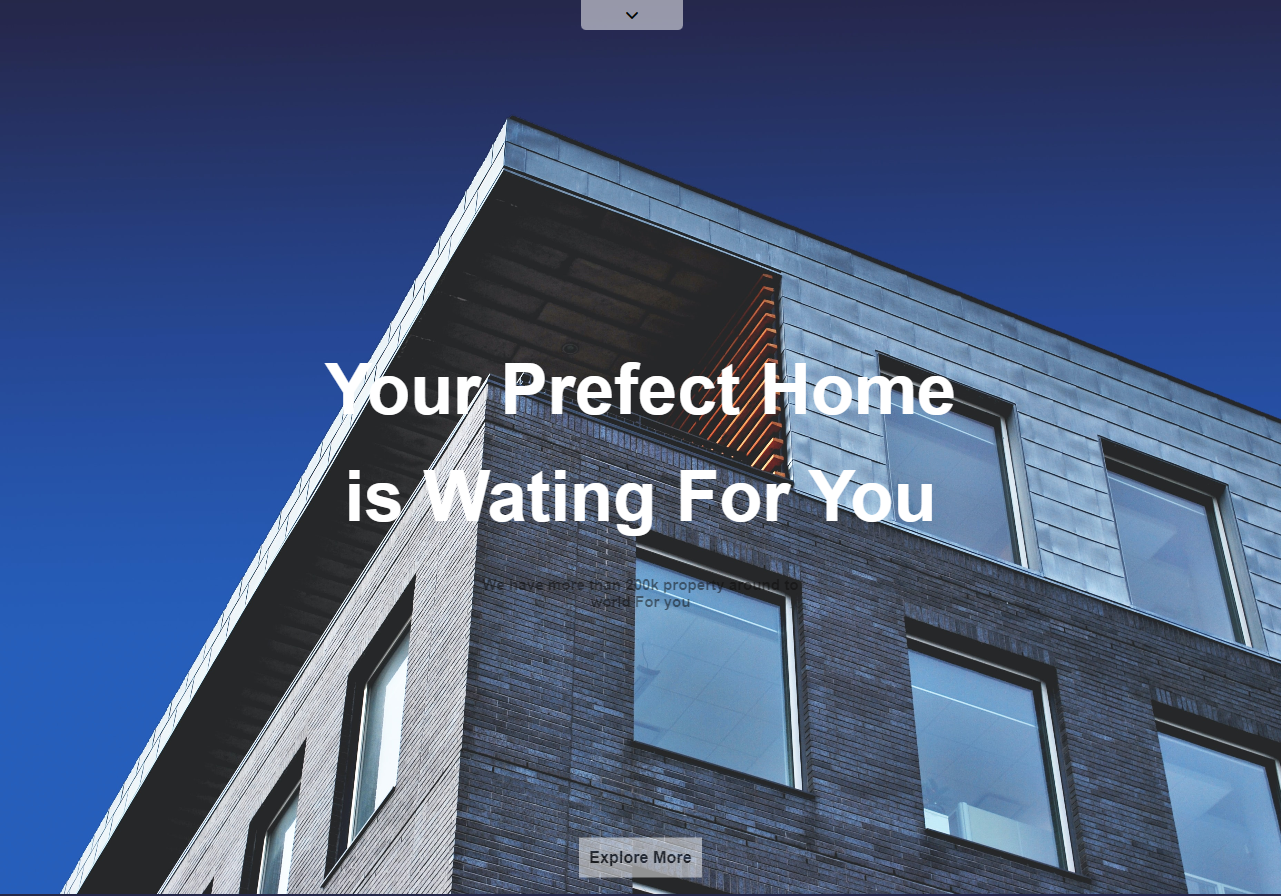 Your Prefect Home
is Wating For You
We have more than 200k property around to
world For you
Explore More